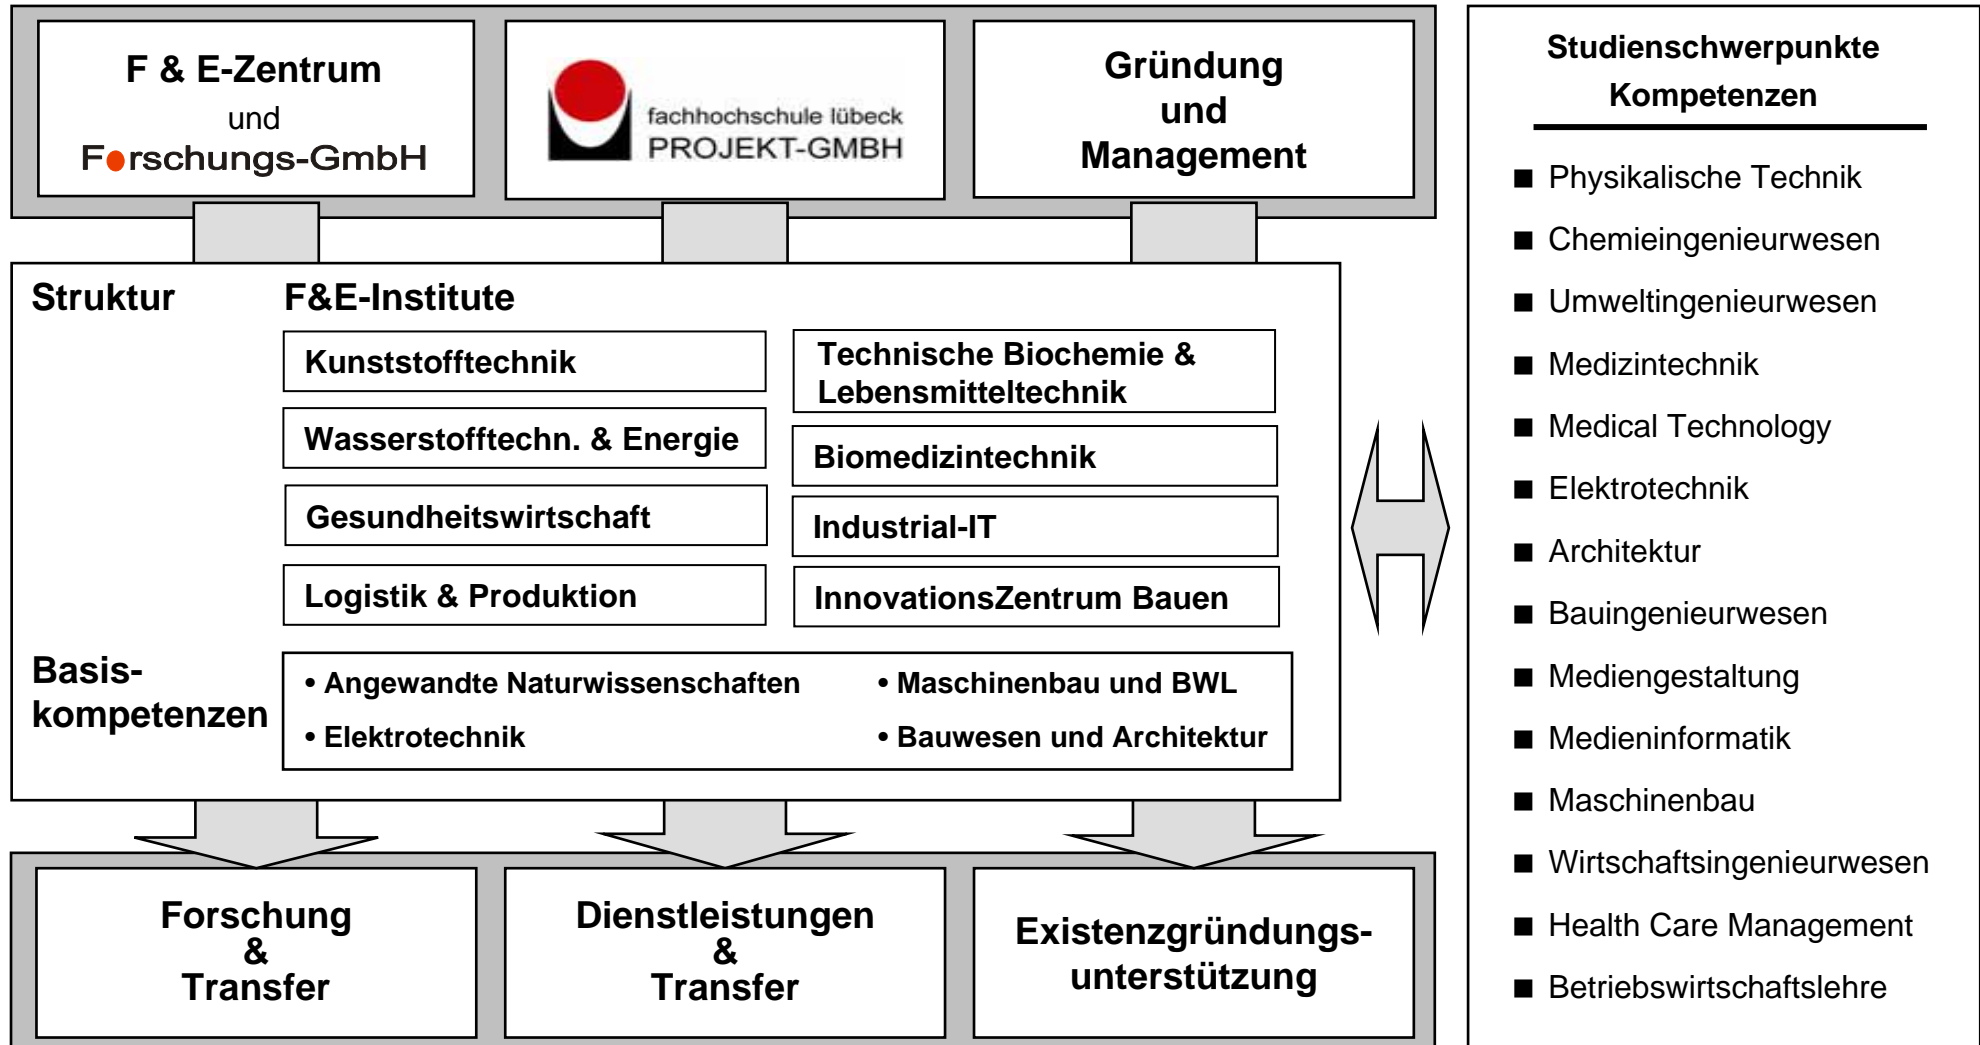 F & E-Zentrum
und
Forschungs-GmbH
fachhochschule lübeck
PROJEKT-GMBH
Gründung
und
Management
Struktur
F&E-Institute
Kunststofftechnik
Wasserstofftechn. & Energie
Gesundheitswirtschaft
Logistik & Produktion
Technische Biochemie &
Lebensmitteltechnik
Biomedizintechnik
Industrial-IT
InnovationsZentrum Bauen
Basis-
kompetenzen
• Angewandte Naturwissenschaften
• Maschinenbau und BWL
• Elektrotechnik
• Bauwesen und Architektur
Forschung
&
Transfer
Dienstleistungen
&
Transfer
Existenzgründungs-
unterstützung
Studienschwerpunkte
Kompetenzen
■ Physikalische Technik
■ Chemieingenieurwesen
■ Umweltingenieurwesen
■ Medizintechnik
■ Medical Technology
■ Elektrotechnik
■ Architektur
■ Bauingenieurwesen
■ Mediengestaltung
■ Medieninformatik
■ Maschinenbau
■ Wirtschaftsingenieurwesen
■ Health Care Management
■ Betriebswirtschaftslehre